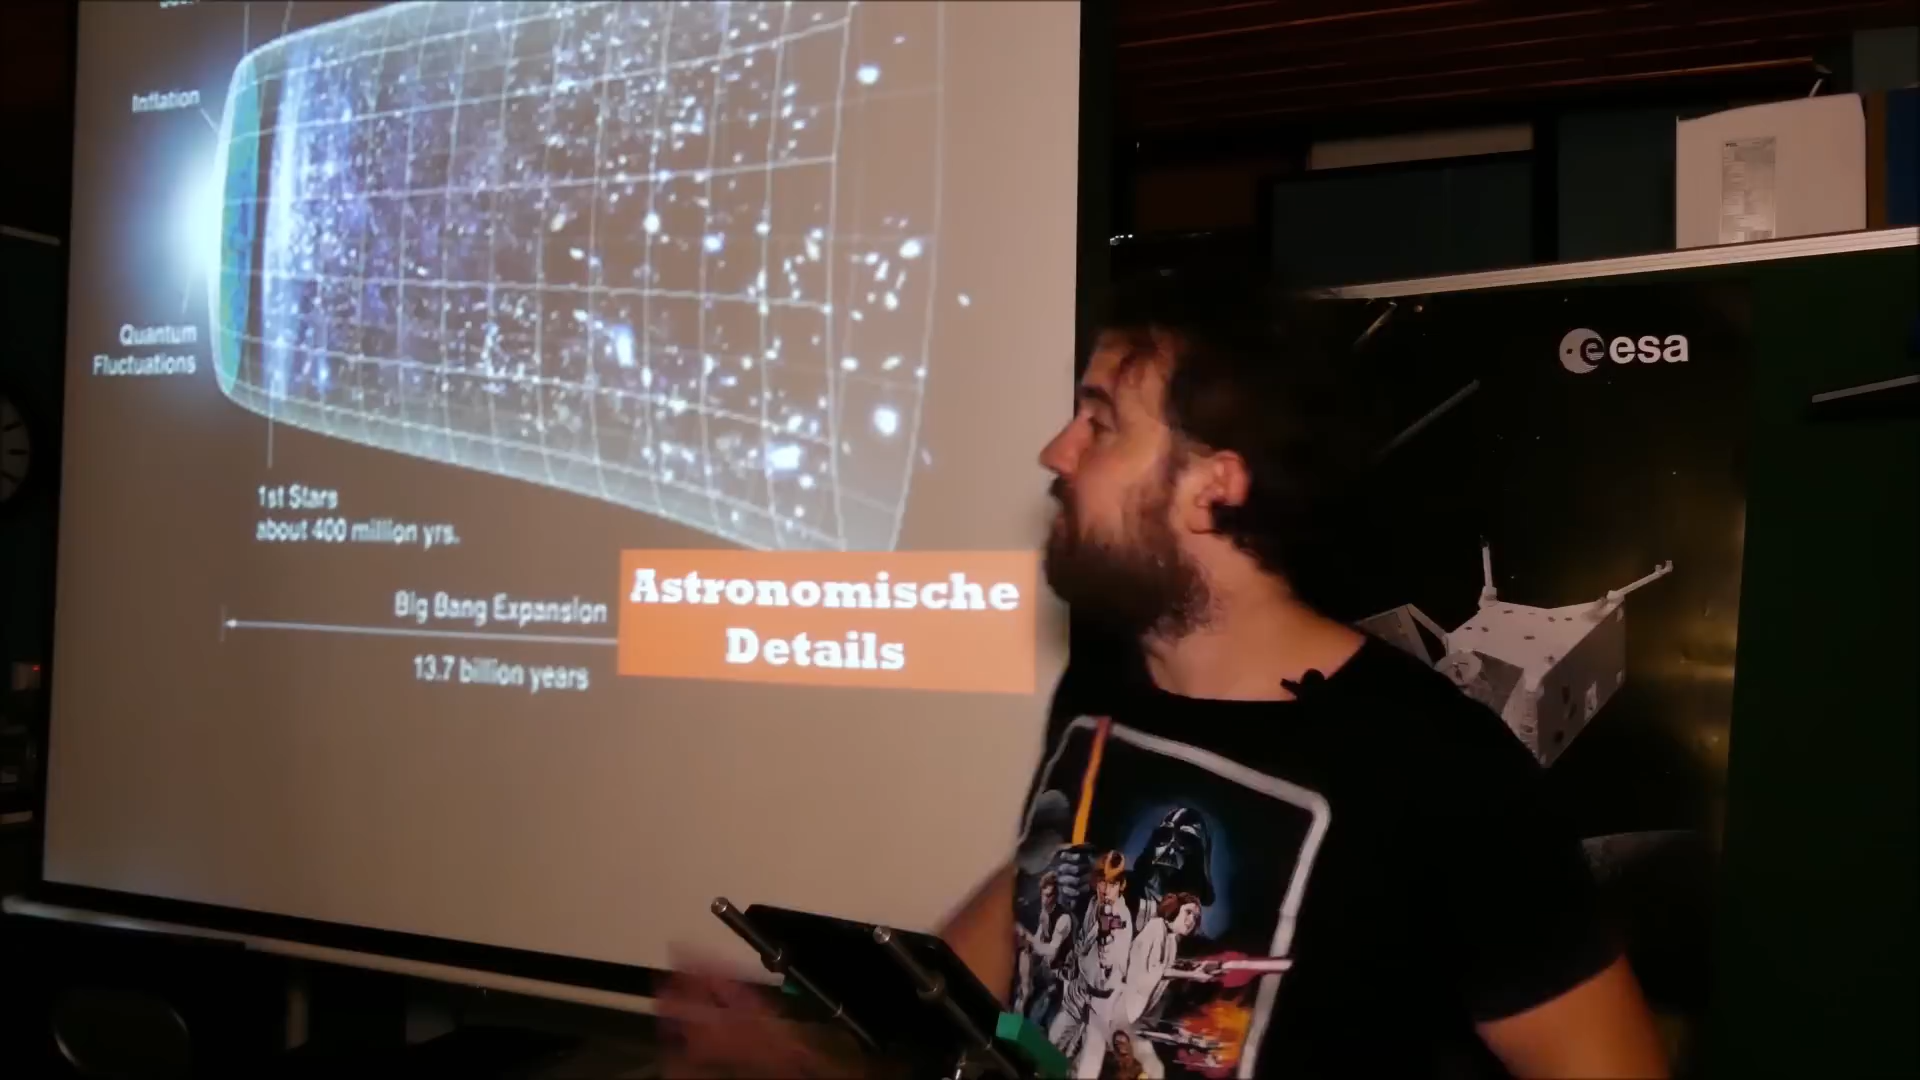 Inflation
Quantum
Fluctuations
1st Stars
about 400 million yrs.
Big Bang Expansion
13.7 billion years
Astronomische
Details
esa